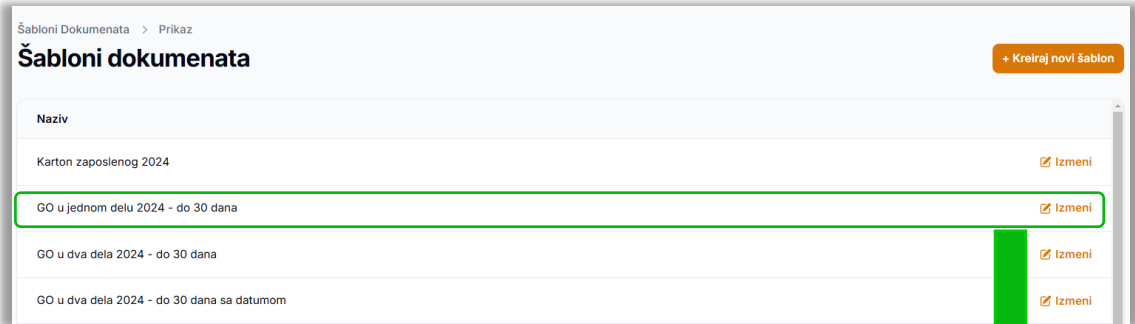 Šabloni Dokumenata > Prikaz
Šabloni dokumenata
+ Kreiraj novi šablon
Naziv
Karton zaposlenog 2024 Izmeni
GO u jednom delu 2024 - do 30 dana Izmeni
GO u dva dela 2024 - do 30 dana Izmeni
GO u dva dela 2024 - do 30 dana sa datumom Izmeni